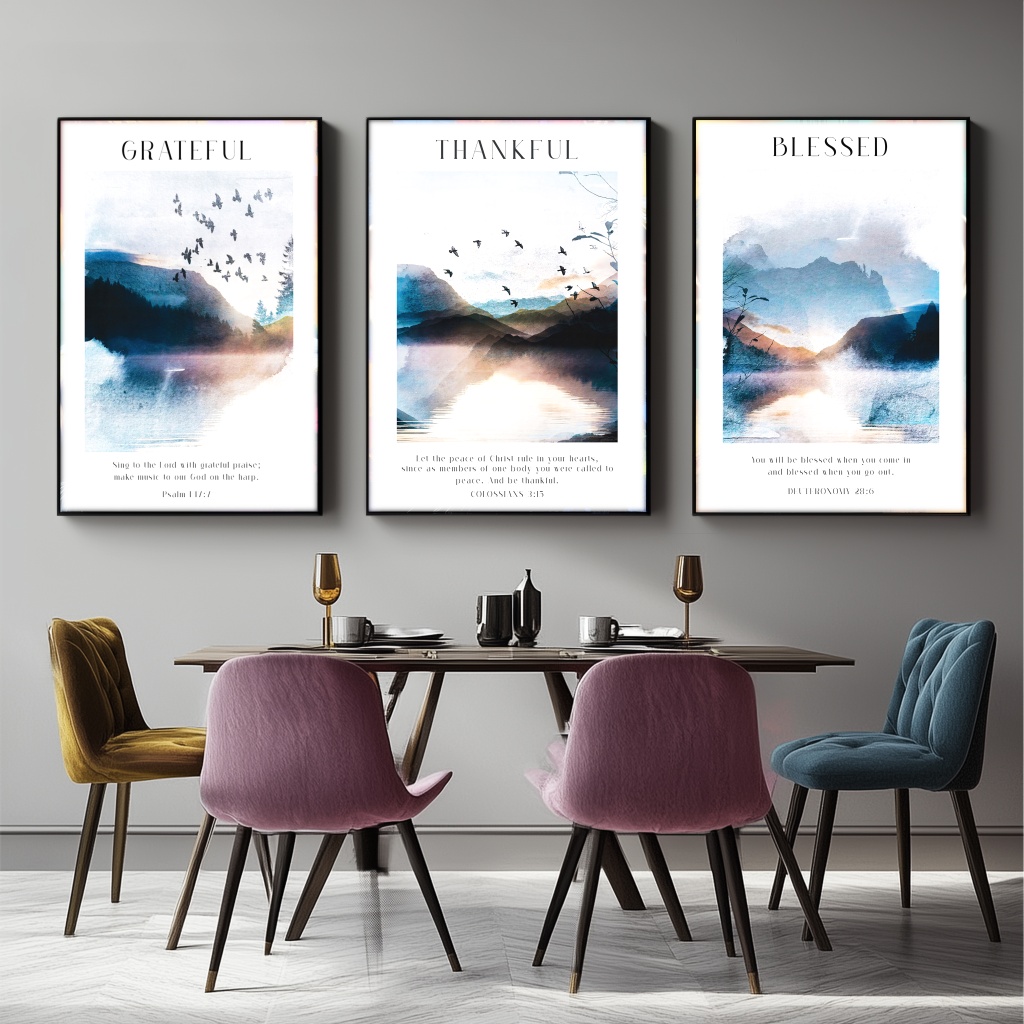 GRATEFUL
Sing to the Lord with grateful praise;
make music to our God on the harp.
Psalm 147:7
THANKFUL
Let the peace of Christ rule in your hearts,
since as members of one body you were called to
peace. And be thankful.
COLOSSIANS 3:15
BLESSED
You will be blessed when you come in
and blessed when you go out.
DEUTERONOMY 28:6